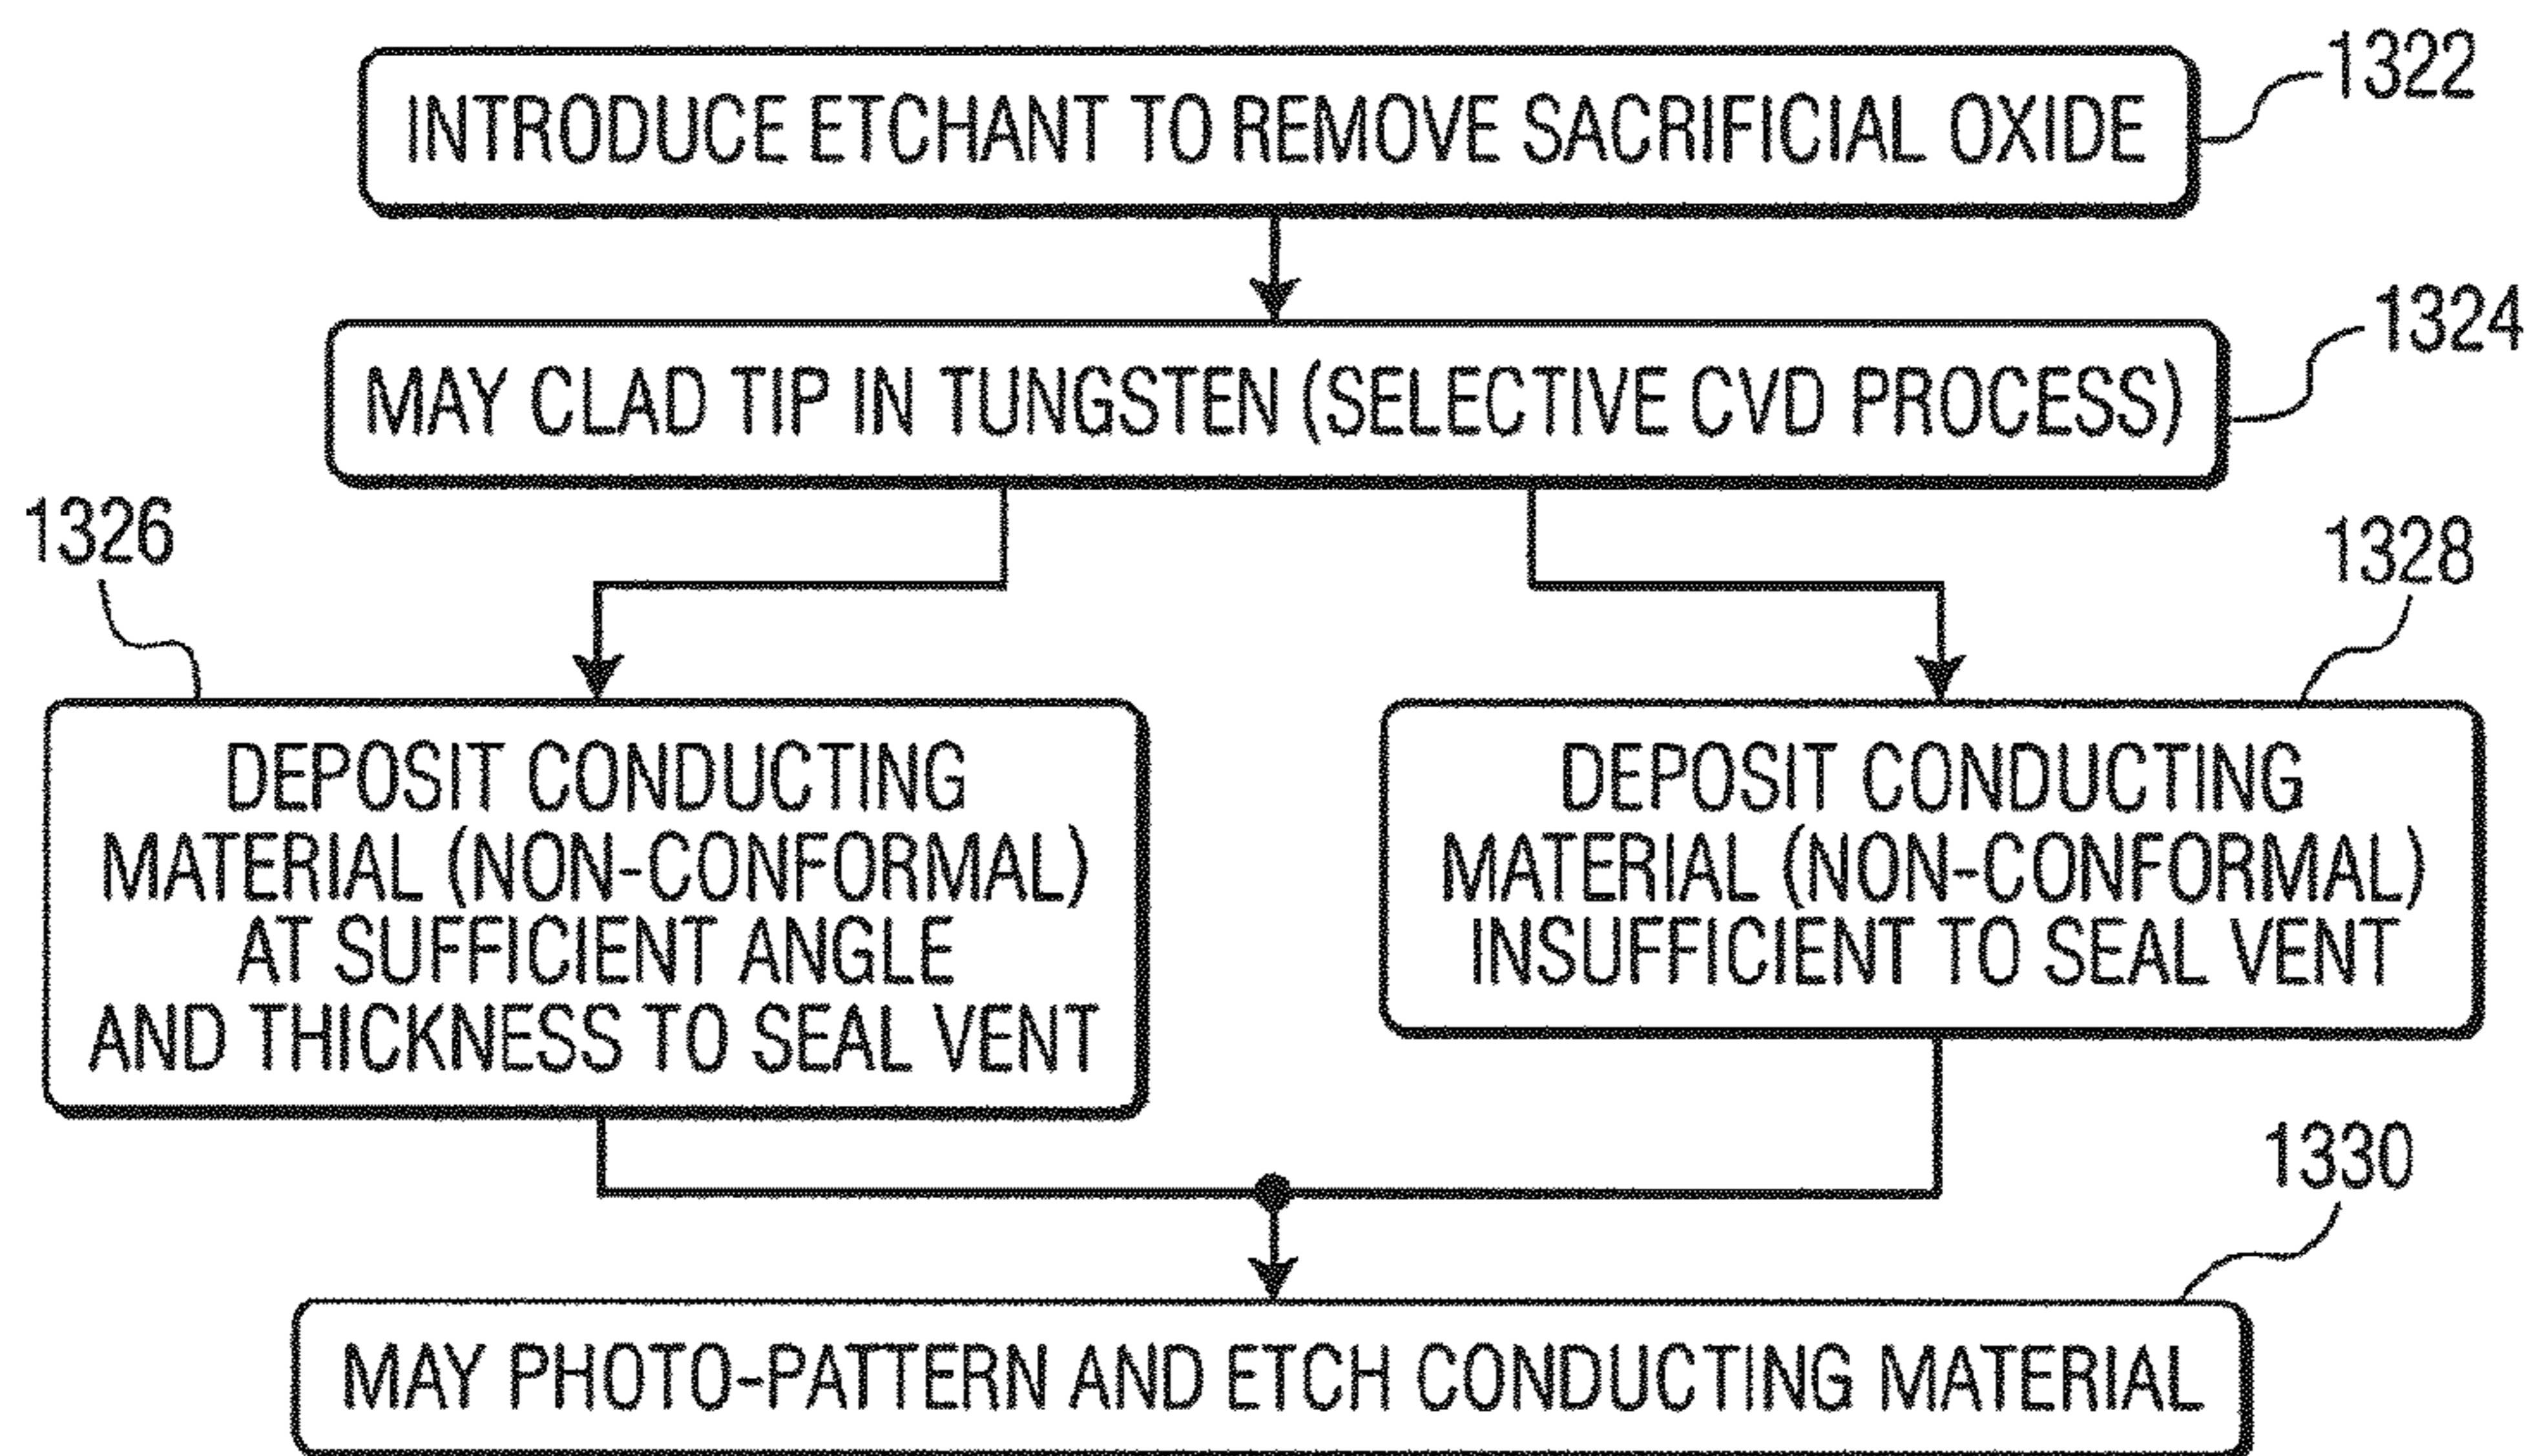 1322
INTRODUCE ETCHANT TO REMOVE SACRIFICIAL OXIDE
1324
MAY CLAD TIP IN TUNGSTEN (SELECTIVE CVD PROCESS)
1326
DEPOSIT CONDUCTING
MATERIAL (NON-CONFORMAL)
AT SUFFICIENT ANGLE
AND THICKNESS TO SEAL VENT
1328
DEPOSIT CONDUCTING
MATERIAL (NON-CONFORMAL)
INSUFFICIENT TO SEAL VENT
1330
MAY PHOTO-PATTERN AND ETCH CONDUCTING MATERIAL